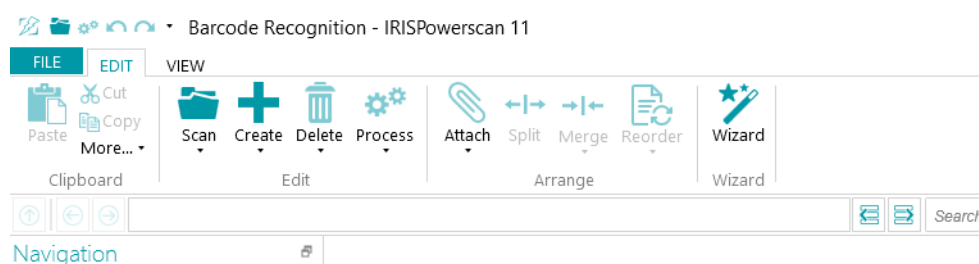 Barcode Recognition - IRISPowerscan 11
FILE EDIT VIEW
Cut
Copy
Paste
More...
Scan Create Delete Process Attach Split Merge Reorder Wizard
Clipboard Edit Arrange Wizard
Search
Navigation